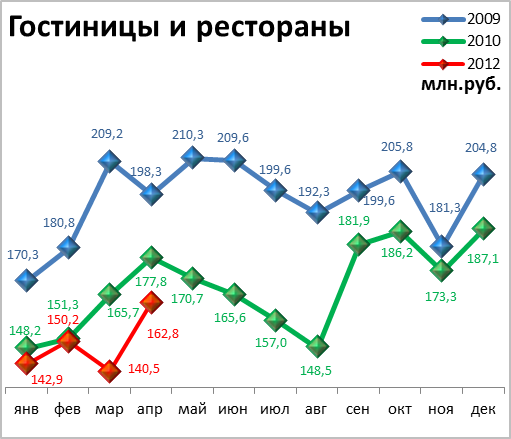 Гостиницы и рестораны
2009
2010
2012
млн.руб.
170,3 180,8 209,2 198,3 210,3 209,6 199,6 192,3 199,6 205,8 181,3 204,8
148,2 151,3 165,7 177,8 170,7 165,6 157,0 148,5 181,9 186,2 173,3 187,1
142,9 150,2 140,5 162,8
янв фев мар апр май июн июл авг сен окт ноя дек